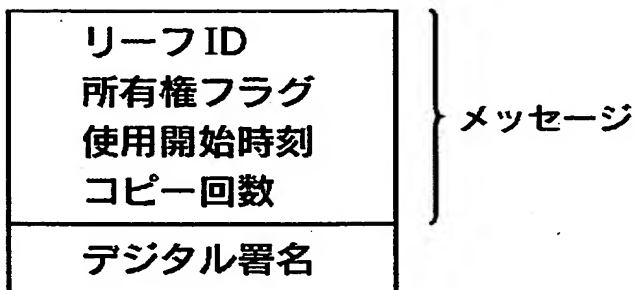 リーフID
所有権フラグ
使用開始時刻
コピー回数
メッセージ
デジタル署名